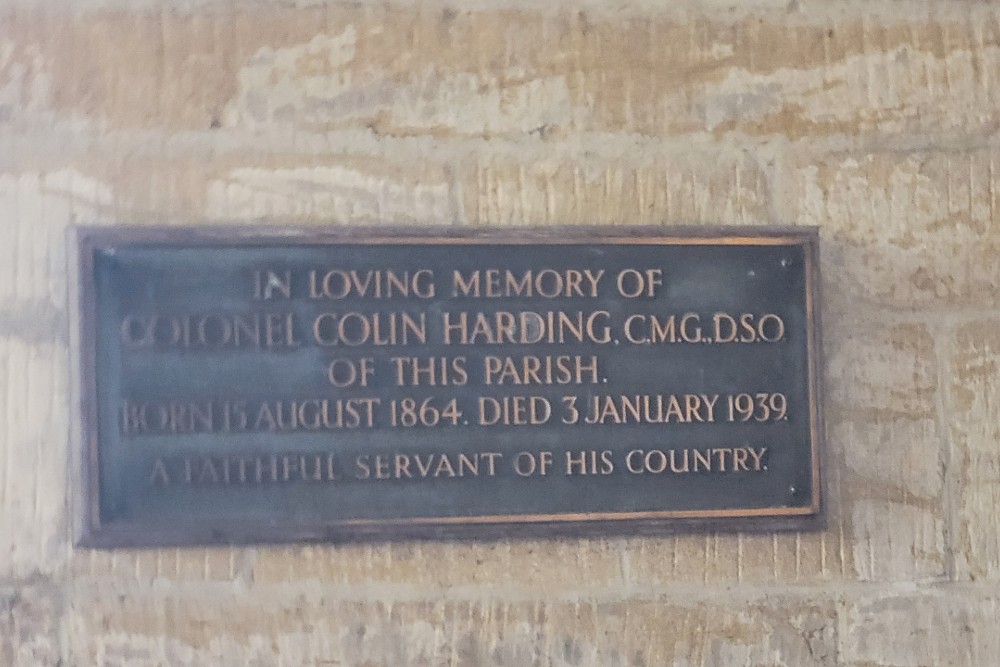 IN LOVING MEMORY OF
COLONEL COLIN HARDING, C.M.G., D.S.O.
OF THIS PARISH.
BORN 15 AUGUST 1864. DIED 3 JANUARY 1939.
A FAITHFUL SERVANT OF HIS COUNTRY.